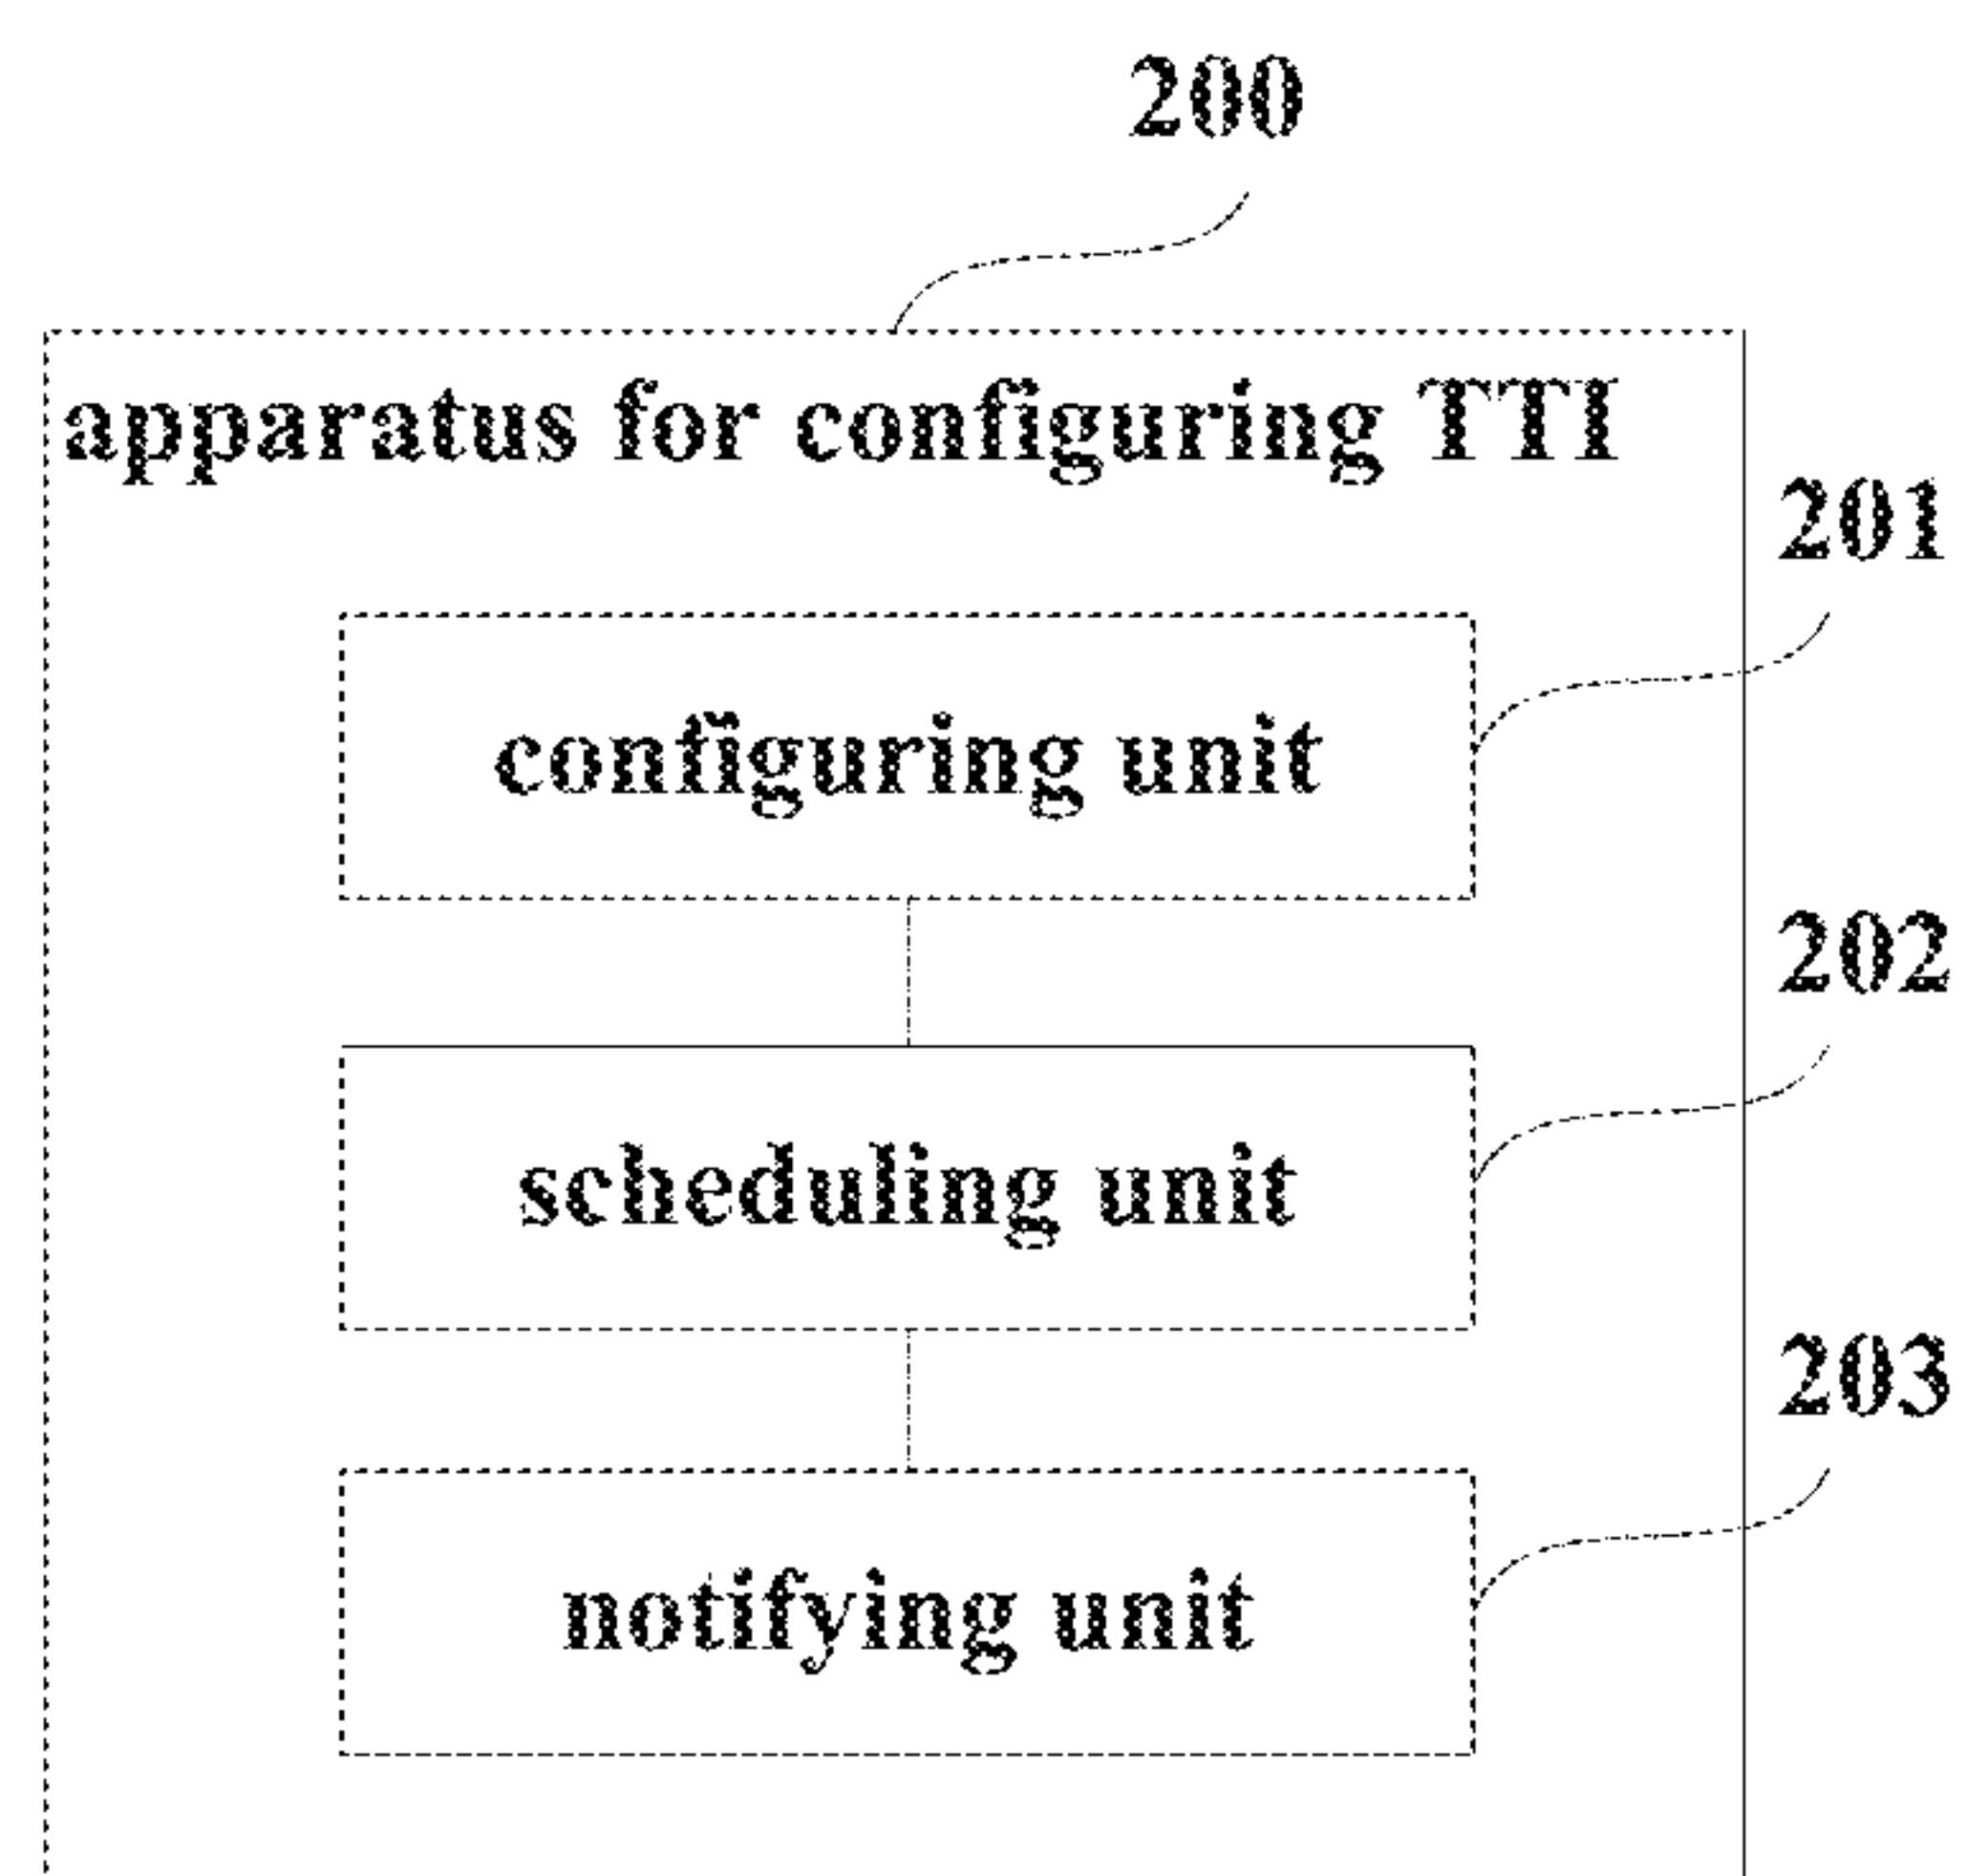 200
apparatus for configuring TTI
201
configuring unit
202
scheduling unit
203
notifying unit